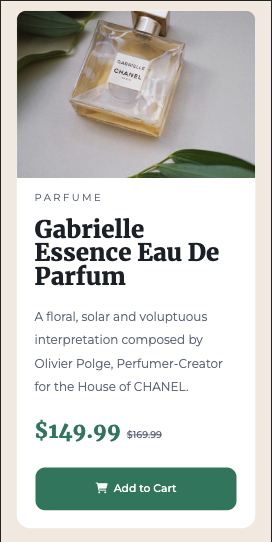 GABRIELLE
CHANEL
PARIS
PARFUME
Gabrielle
Essence Eau De
Parfum
A floral, solar and voluptuous
interpretation composed by
Olivier Polge, Perfumer-Creator
for the House of CHANEL.
$149.99 $169.99
Add to Cart